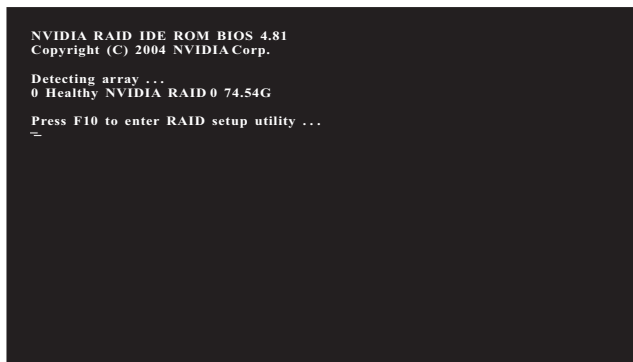 NVIDIA RAID IDE ROM BIOS 4.81
Copyright (C) 2004 NVIDIA Corp.
Detecting array ...
0 Healthy NVIDIA RAID 0 74.54G
Press F10 to enter RAID setup utility ...